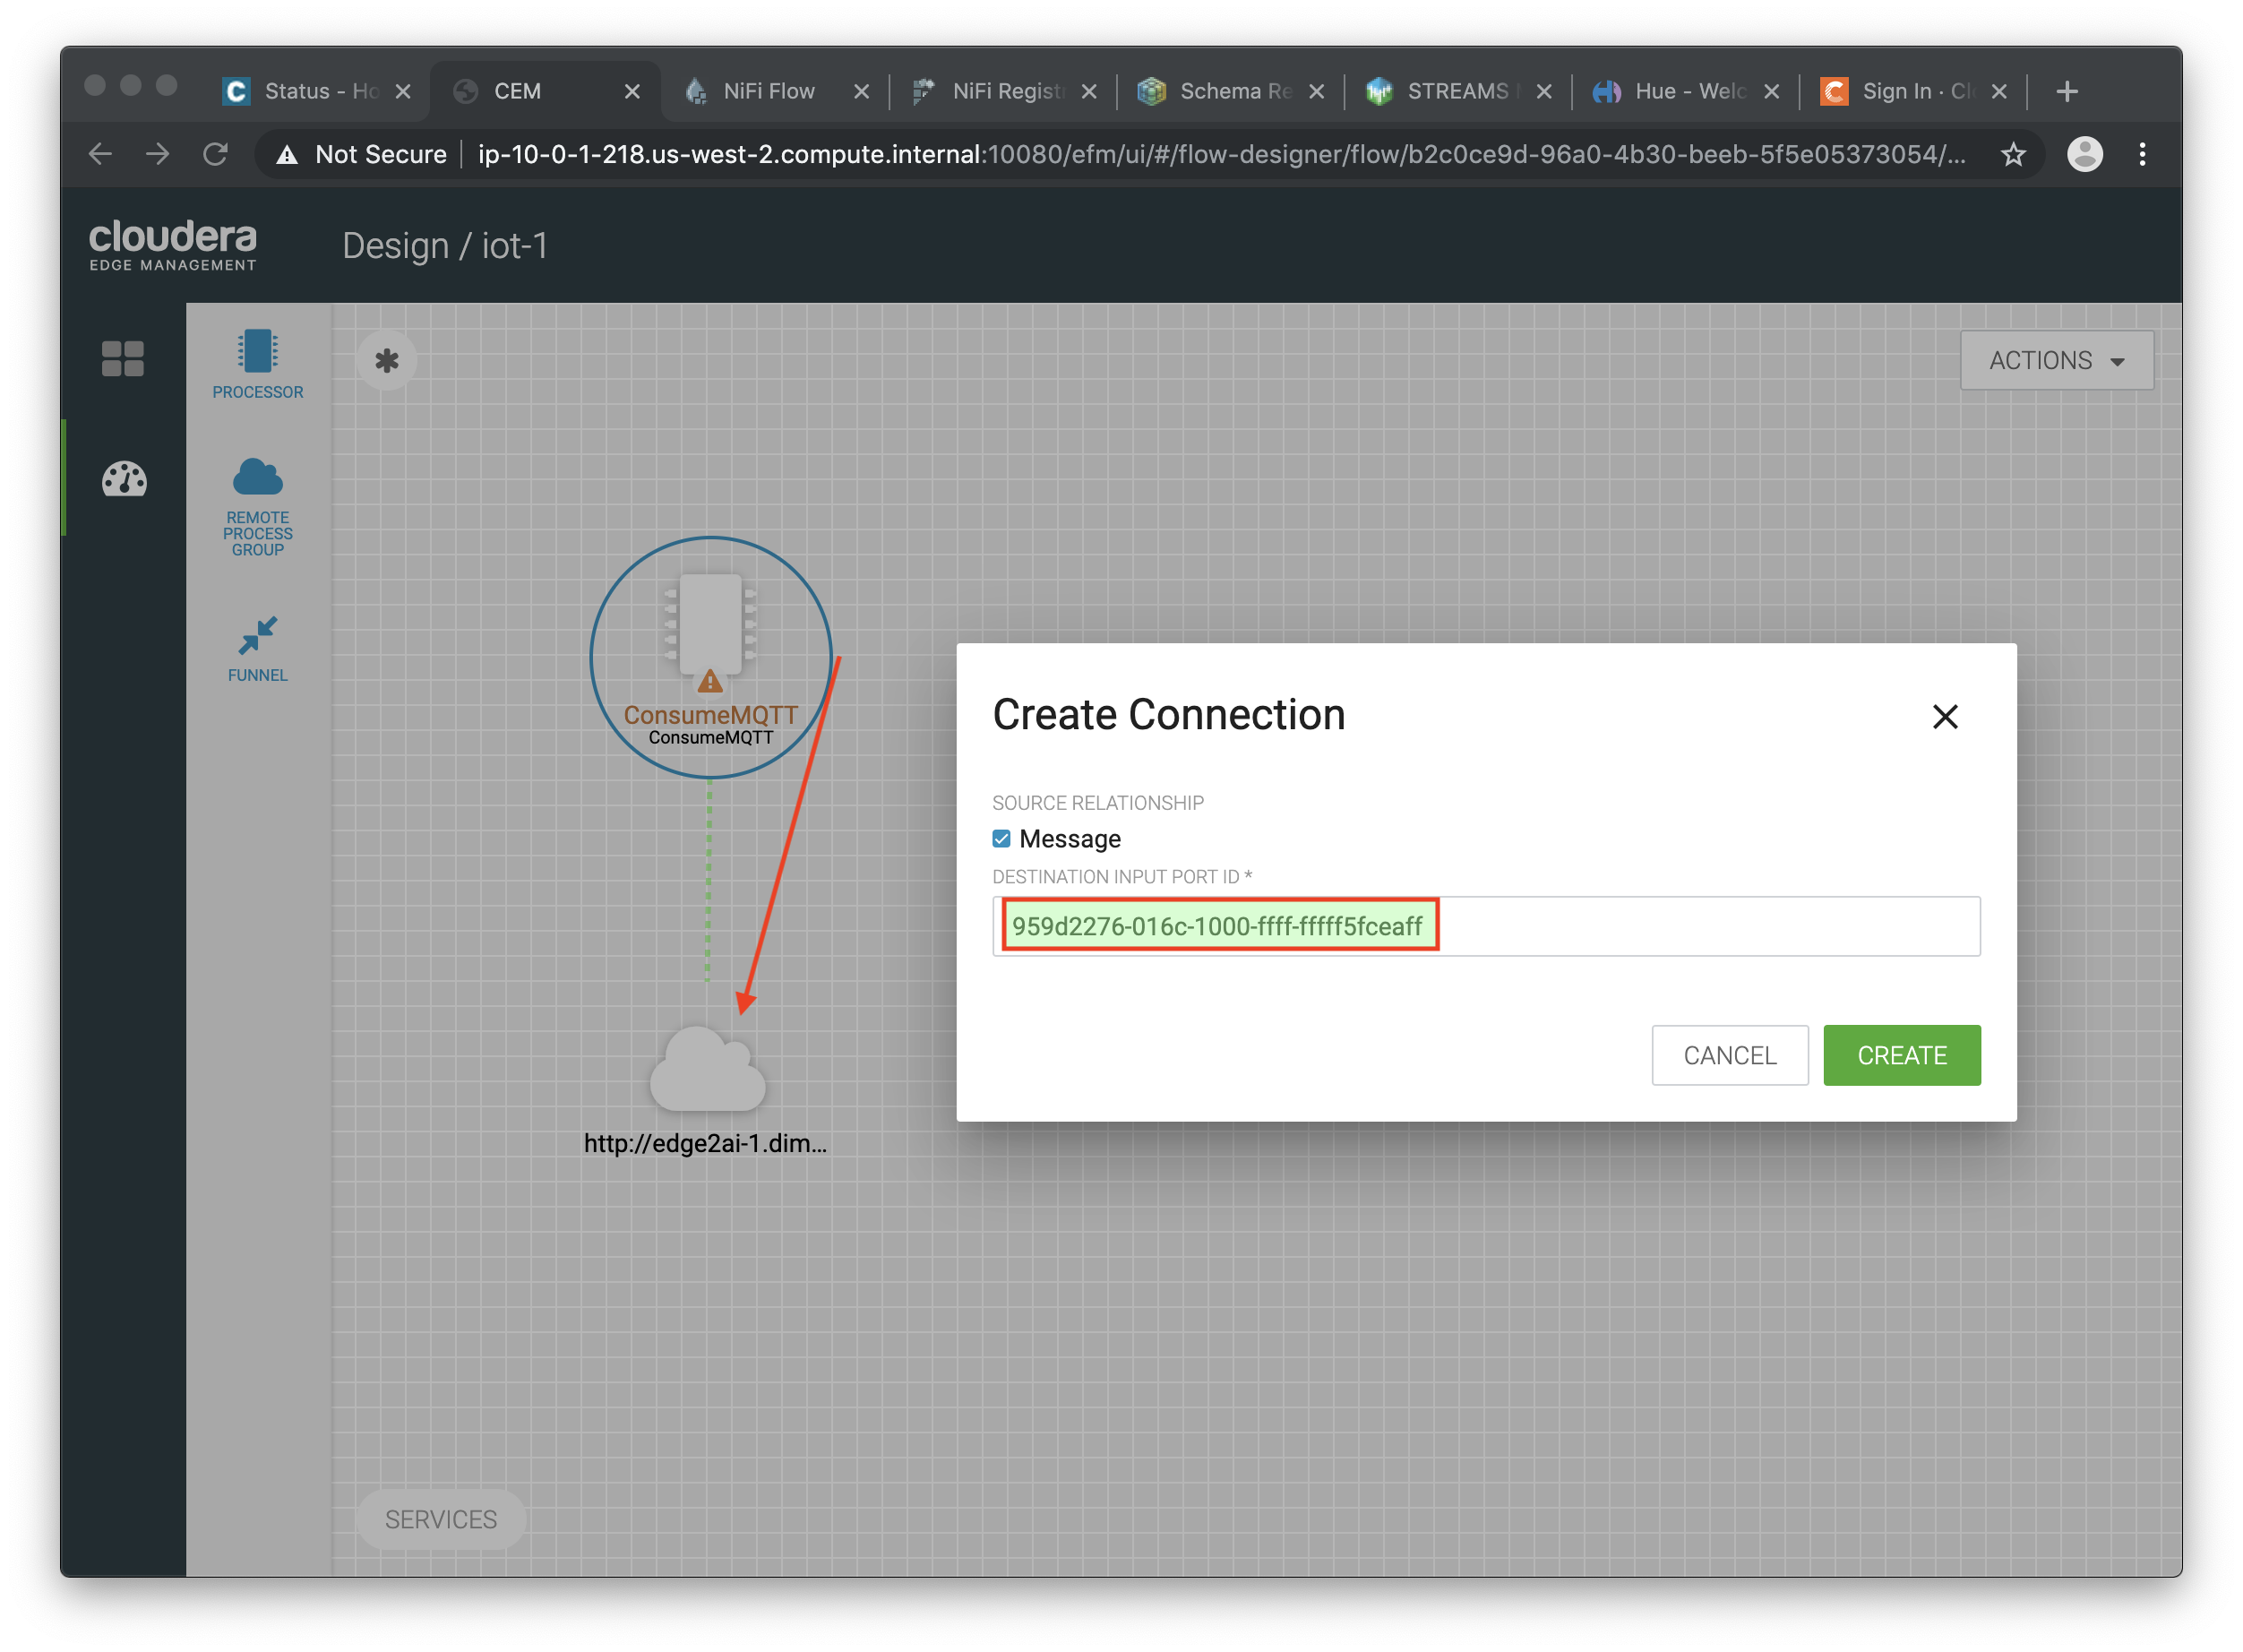 Status - Ho
CEM
NiFi Flow
NiFi Regist
Schema Re
STREAMS
Hue - Welc
Sign In · Cl
Not Secure
ip-10-0-1-218.us-west-2.compute.internal:10080/efm/ui/#/flow-designer/flow/b2c0ce9d-96a0-4b30-beeb-5f5e05373054/...
cloudera
EDGE MANAGEMENT
Design / iot-1
PROCESSOR
REMOTE
PROCESS
GROUP
FUNNEL
ACTIONS
ConsumeMQTT
ConsumeMQTT
http://edge2ai-1.dim...
Create Connection
SOURCE RELATIONSHIP
Message
DESTINATION INPUT PORT ID *
959d2276-016c-1000-ffff-fffff5fceaff
CANCEL
CREATE
SERVICES